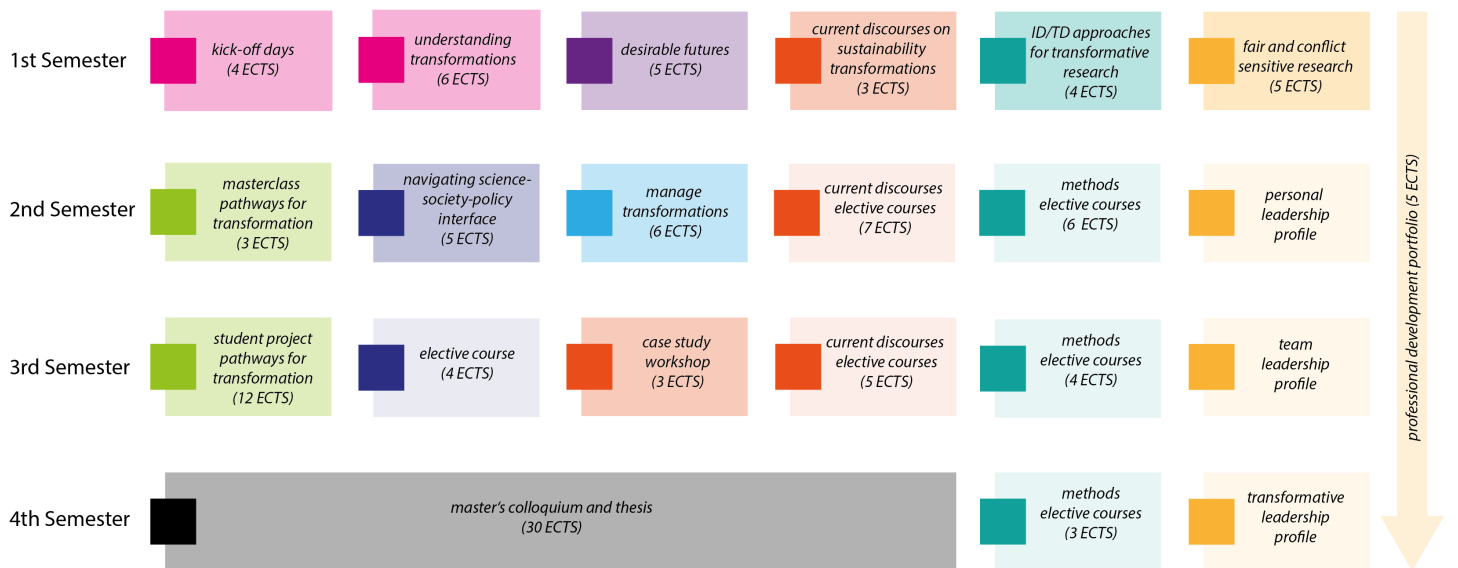 1st Semester
kick-off days
(4 ECTS)
understanding
transformations
(6 ECTS)
desirable futures
(5 ECTS)
current discourses on
sustainability
transformations
(3 ECTS)
ID/TD approaches
for transformative
research
(4 ECTS)
fair and conflict
sensitive research
(5 ECTS)
2nd Semester
masterclass
pathways for
transformation
(3 ECTS)
navigating science-
society-policy
interface
(5 ECTS)
manage
transformations
(6 ECTS)
current discourses
elective courses
(7 ECTS)
methods
elective courses
(6 ECTS)
personal
leadership
profile
3rd Semester
student project
pathways for
transformation
(12 ECTS)
elective course
(4 ECTS)
case study
workshop
(3 ECTS)
current discourses
elective courses
(5 ECTS)
methods
elective courses
(4 ECTS)
team
leadership
profile
4th Semester
master's colloquium and thesis
(30 ECTS)
methods
elective courses
(3 ECTS)
transformative
leadership
profile
professional development portfolio (5 ECTS)